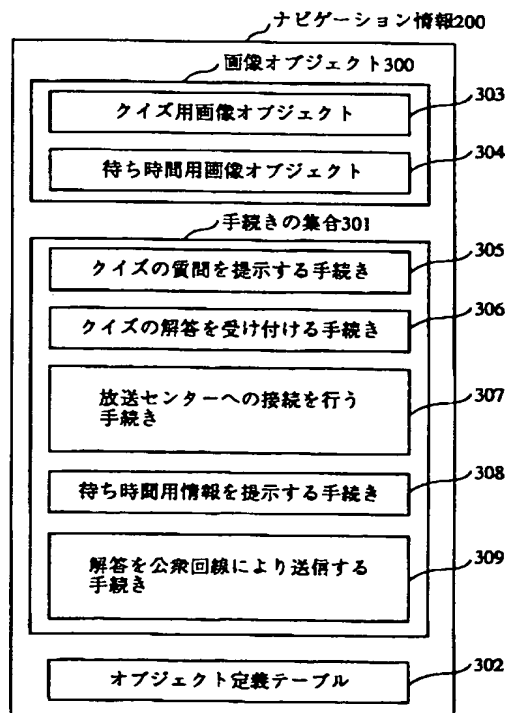 ナビゲーション情報200
画像オブジェクト300
クイズ用画像オブジェクト
303
待ち時間用画像オブジェクト
304
手続きの集合301
クイズの質問を提示する手続き
305
クイズの解答を受け付ける手続き
306
放送センターへの接続を行う
手続き
307
待ち時間用情報を提示する手続き
308
解答を公衆回線により送信する
手続き
309
オブジェクト定義テーブル
302